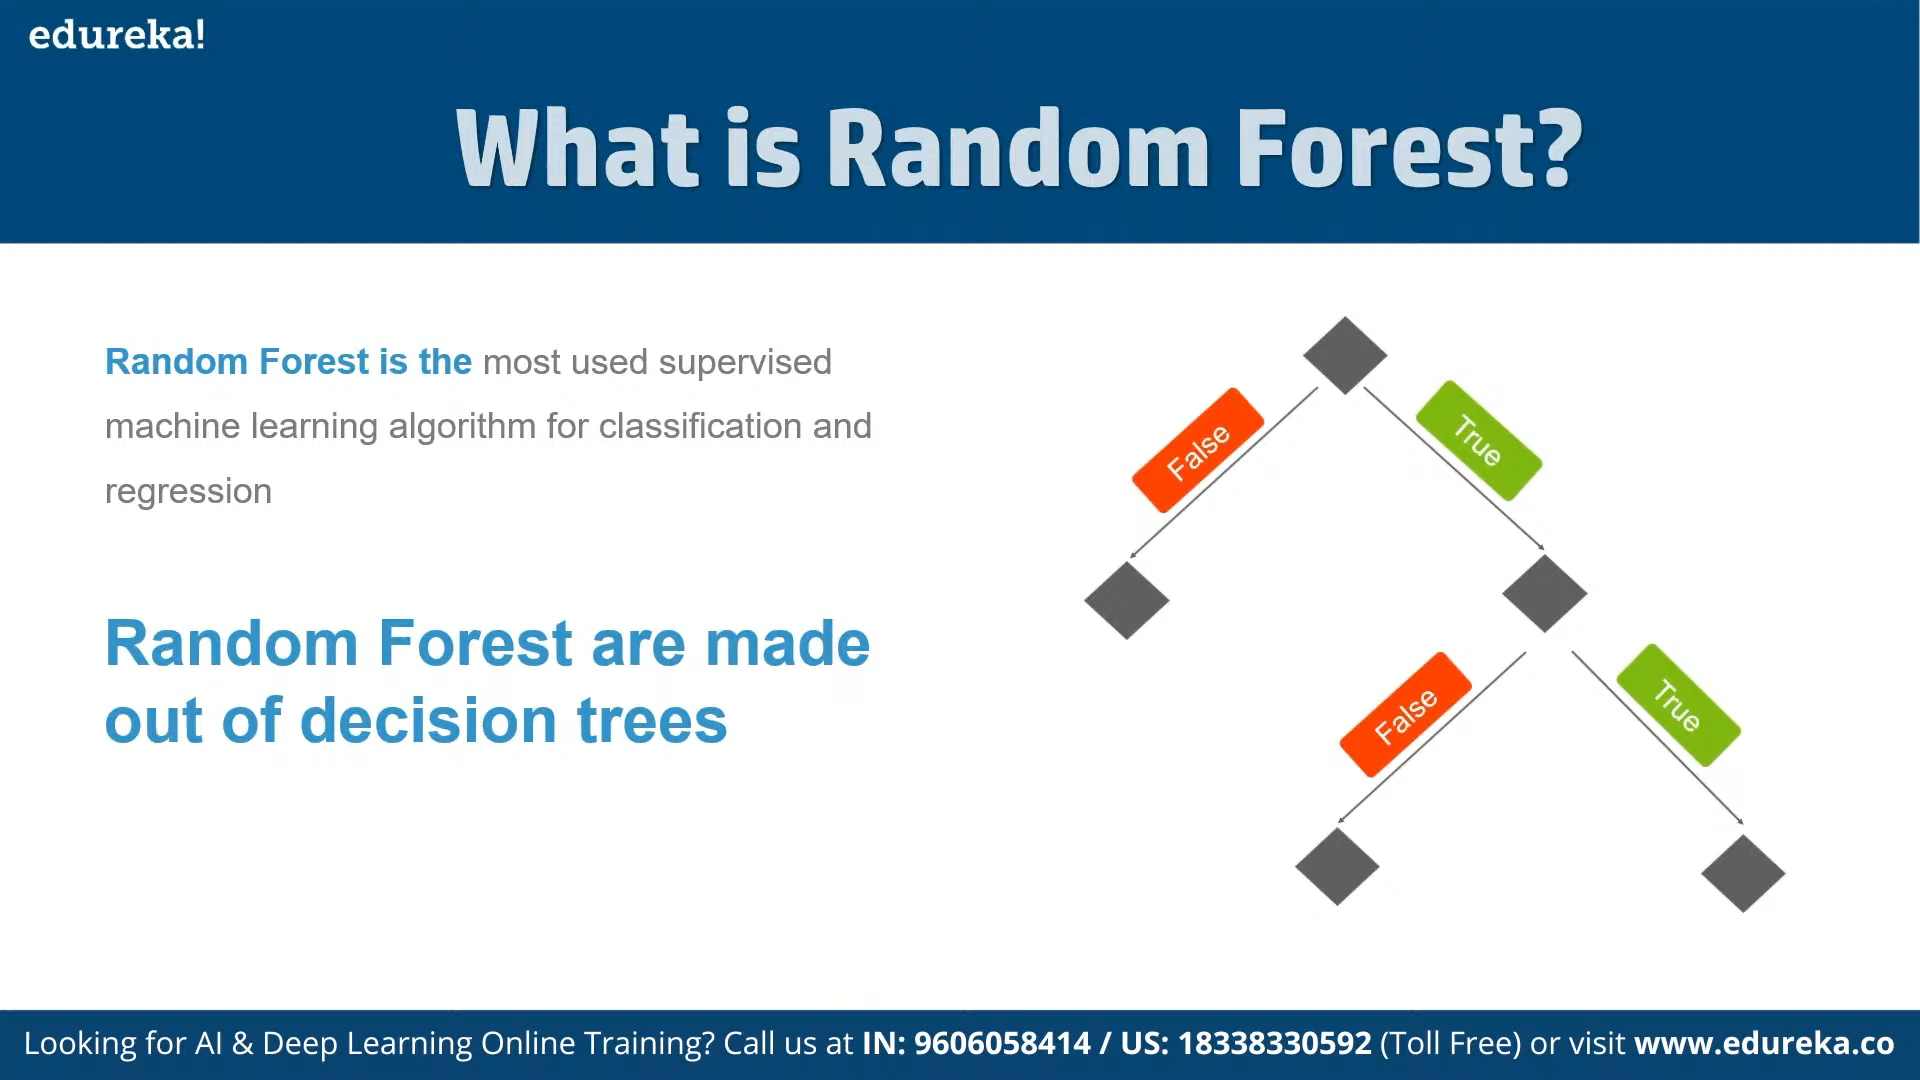 edureka!
What is Random Forest?
Random Forest is the most used supervised
machine learning algorithm for classification and
regression
Random Forest are made
out of decision trees
False
True
False
True
Looking for AI & Deep Learning Online Training? Call us at IN: 9606058414 / US: 18338330592 (Toll Free) or visit www.edureka.co